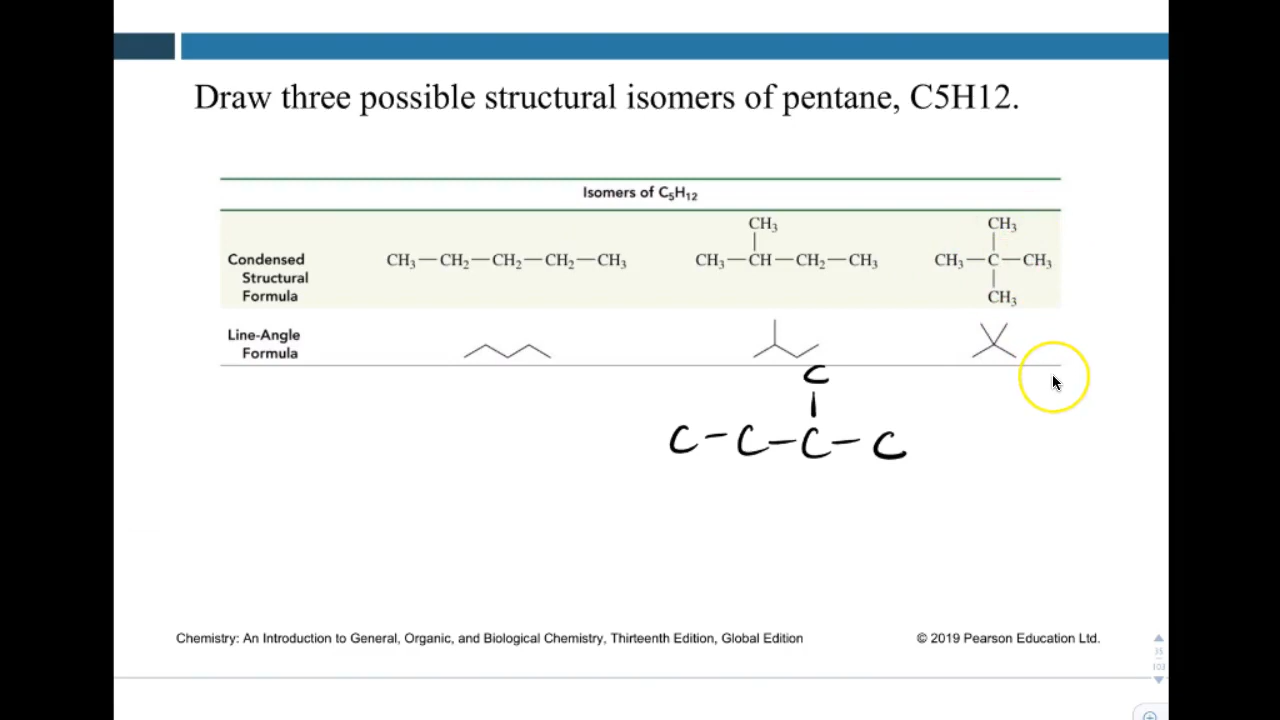 Draw three possible structural isomers of pentane, C5H12.
Isomers of C₅H₁₂
CH₃ CH₃
Condensed CH₃—CH₂—CH₂—CH₂—CH₃ CH₃—CH—CH₂—CH₃ CH₃—C—CH₃
Structural
Formula CH₃
Line-Angle
Formula
C
C-C-C-C
Chemistry: An Introduction to General, Organic, and Biological Chemistry, Thirteenth Edition, Global Edition © 2019 Pearson Education Ltd.
35
103